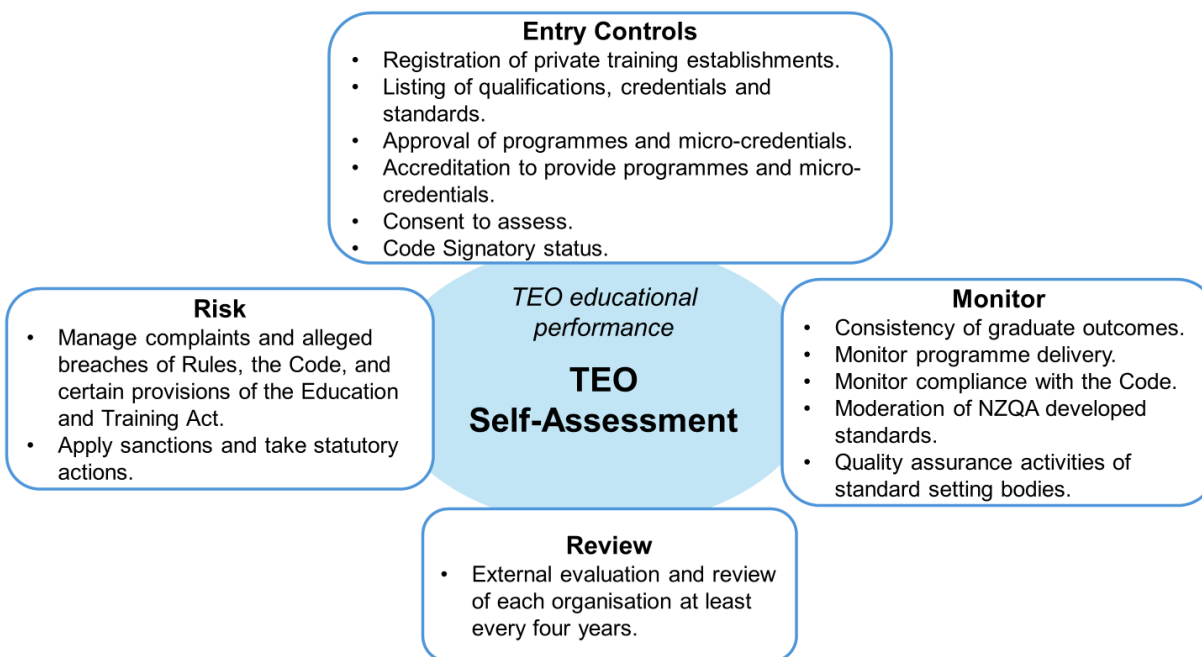 Entry Controls
• Registration of private training establishments.
• Listing of qualifications, credentials and
standards.
• Approval of programmes and micro-credentials.
• Accreditation to provide programmes and micro-
credentials.
• Consent to assess.
• Code Signatory status.
Risk
• Manage complaints and alleged
breaches of Rules, the Code, and
certain provisions of the Education
and Training Act.
• Apply sanctions and take statutory
actions.
TEO educational
performance
TEO
Self-Assessment
Monitor
• Consistency of graduate outcomes.
• Monitor programme delivery.
• Monitor compliance with the Code.
• Moderation of NZQA developed
standards.
• Quality assurance activities of
standard setting bodies.
Review
• External evaluation and review
of each organisation at least
every four years.